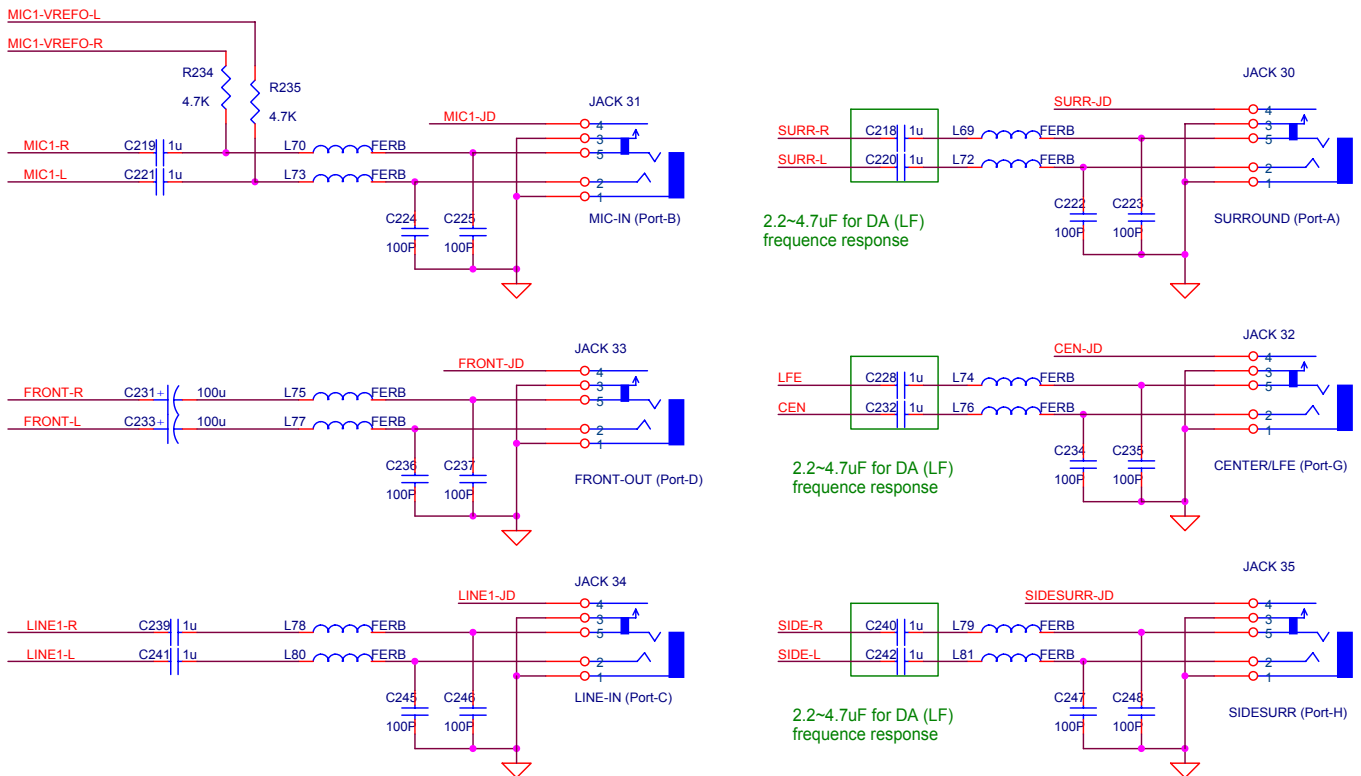 MIC1-VREFO-L
MIC1-VREFO-R
R234
4.7K
R235
4.7K
JACK 31
MIC1-JD
4
3
5
2
1
MIC1-R
C219
1u
L70
FERB
MIC1-L
C221
1u
L73
FERB
C224
100P
C225
100P
MIC-IN (Port-B)
JACK 30
SURR-JD
4
3
5
2
1
SURR-R
C218
1u
L69
FERB
SURR-L
C220
1u
L72
FERB
2.2~4.7uF for DA (LF)
frequence response
C222
100P
C223
100P
SURROUND (Port-A)
JACK 33
FRONT-JD
4
3
5
2
1
FRONT-R
C231
+
100u
L75
FERB
FRONT-L
C233
+
100u
L77
FERB
C236
100P
C237
100P
FRONT-OUT (Port-D)
JACK 32
CEN-JD
4
3
5
2
1
LFE
C228
1u
L74
FERB
CEN
C232
1u
L76
FERB
2.2~4.7uF for DA (LF)
frequence response
C234
100P
C235
100P
CENTER/LFE (Port-G)
JACK 34
LINE1-JD
4
3
5
2
1
LINE1-R
C239
1u
L78
FERB
LINE1-L
C241
1u
L80
FERB
C245
100P
C246
100P
LINE-IN (Port-C)
JACK 35
SIDESURR-JD
4
3
5
2
1
SIDE-R
C240
1u
L79
FERB
SIDE-L
C242
1u
L81
FERB
2.2~4.7uF for DA (LF)
frequence response
C247
100P
C248
100P
SIDESURR (Port-H)